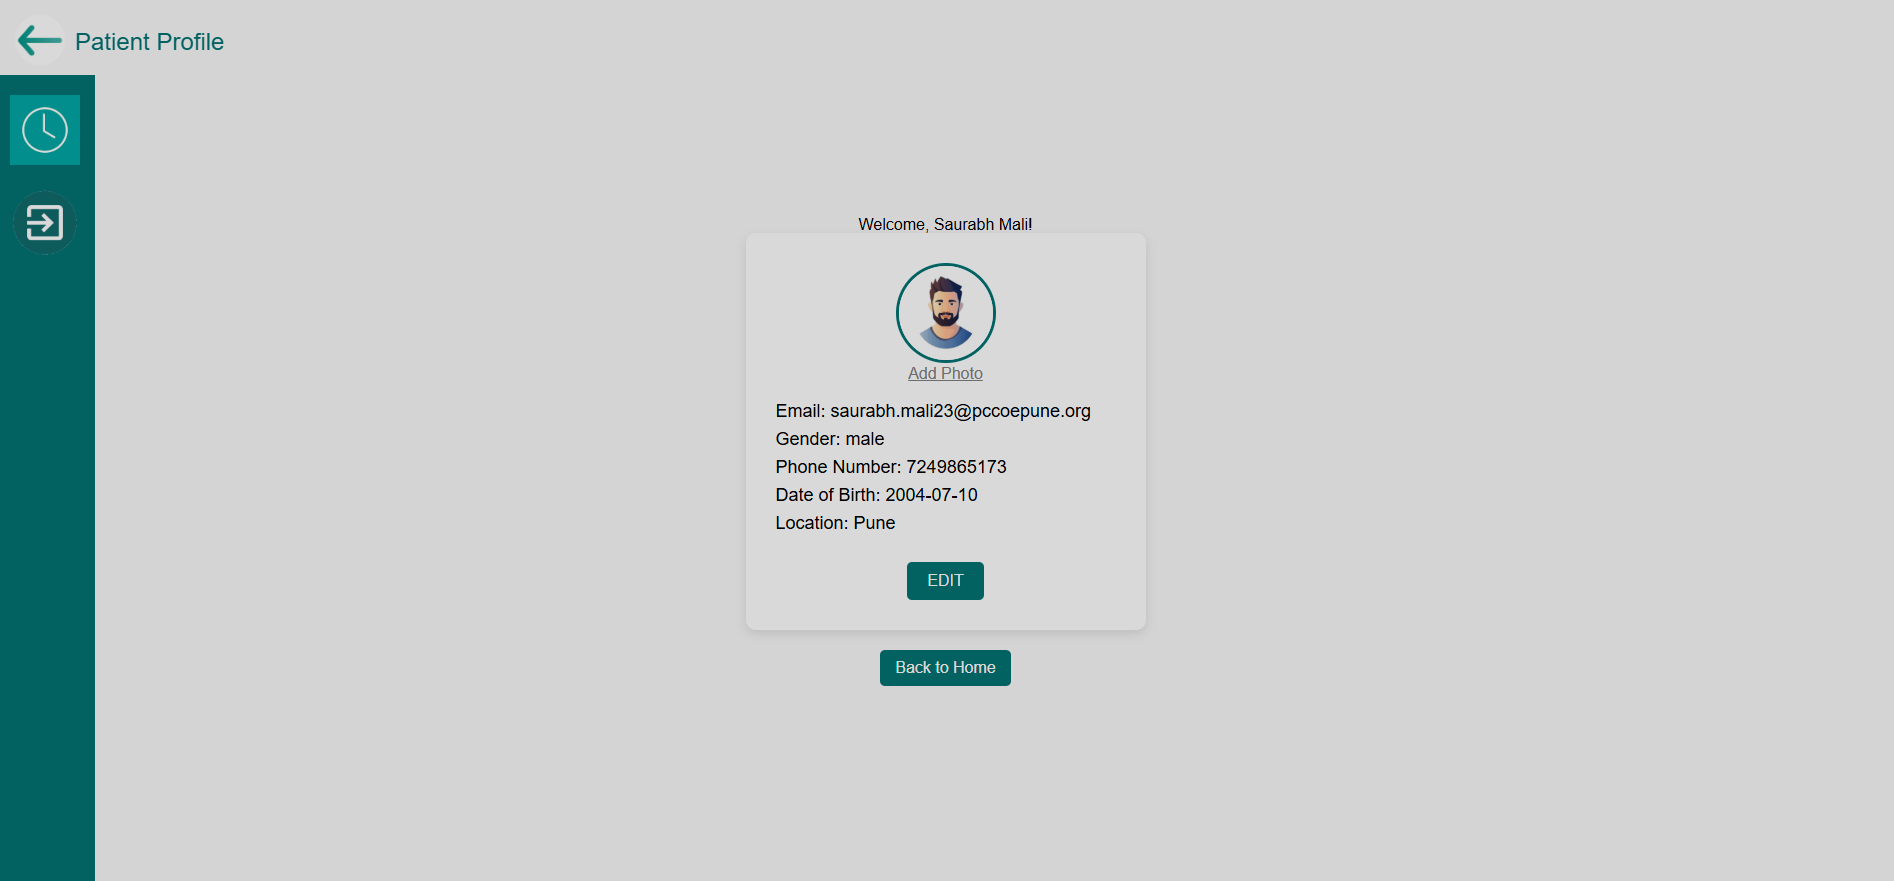 Patient Profile
Welcome, Saurabh Mali!
Add Photo
Email: saurabh.mali23@pccoepune.org
Gender: male
Phone Number: 7249865173
Date of Birth: 2004-07-10
Location: Pune
EDIT
Back to Home